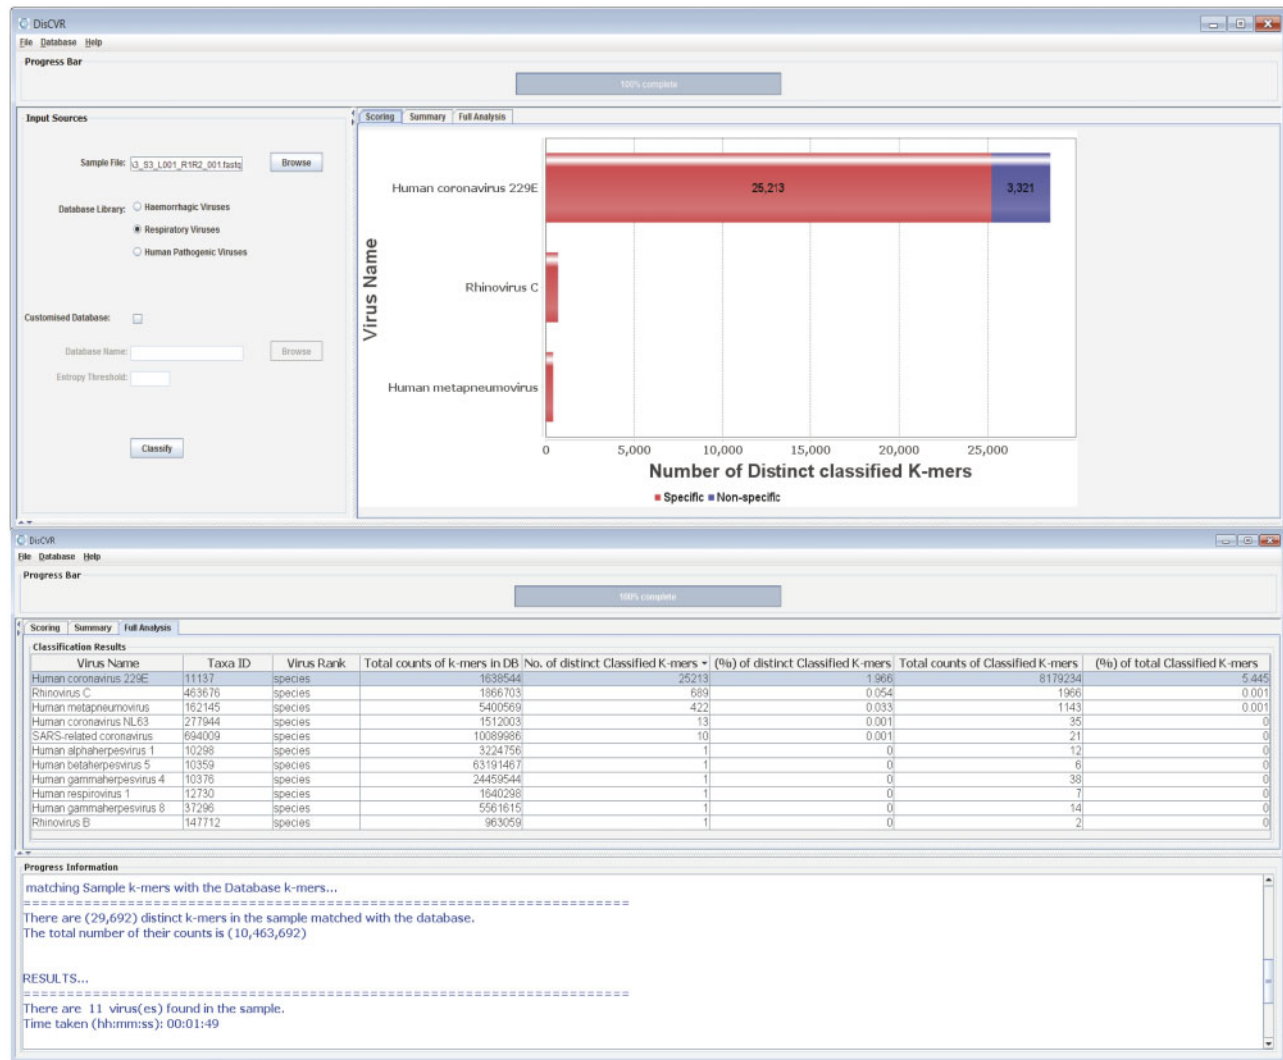 DisCVR
File Database Help
Progress Bar
100% complete
Input Sources
Sample File: 3_S3_L001_R1R2_001.fastq Browse
Database Library: Haemorrhagic Viruses
Respiratory Viruses
Human Pathogenic Viruses
Customised Database:
Database Name: Browse
Entropy Threshold:
Classify
Scoring Summary Full Analysis
Virus Name
Human coronavirus 229E 25,213 3,321
Rhinovirus C
Human metapneumovirus
0 5,000 10,000 15,000 20,000 25,000
Number of Distinct classified K-mers
Specific Non-specific
DisCVR
File Database Help
Progress Bar
100% complete
Scoring Summary Full Analysis
Classification Results
Virus Name Taxa ID Virus Rank Total counts of k-mers in DB No. of distinct Classified K-mers (%) of distinct Classified K-mers Total counts of Classified K-mers (%) of total Classified K-mers
Human coronavirus 229E 11137 species 1638544 25213 1.966 8179234 5.445
Rhinovirus C 463676 species 1866703 689 0.054 1966 0.001
Human metapneumovirus 162145 species 5400569 422 0.033 1143 0.001
Human coronavirus NL63 277944 species 1512003 13 0.001 35 0
SARS-related coronavirus 694009 species 10089986 10 0.001 21 0
Human alphaherpesvirus 1 10298 species 3224756 1 0 12 0
Human betaherpesvirus 5 10359 species 63191467 1 0 6 0
Human gammaherpesvirus 4 10376 species 24459544 1 0 38 0
Human respirovirus 1 12730 species 1640298 1 0 7 0
Human gammaherpesvirus 8 37296 species 5561615 1 0 14 0
Rhinovirus B 147712 species 963059 1 0 2 0
Progress Information
matching Sample k-mers with the Database k-mers...
There are (29,692) distinct k-mers in the sample matched with the database.
The total number of their counts is (10,463,692)
RESULTS...
There are 11 virus(es) found in the sample.
Time taken (hh:mm:ss): 00:01:49